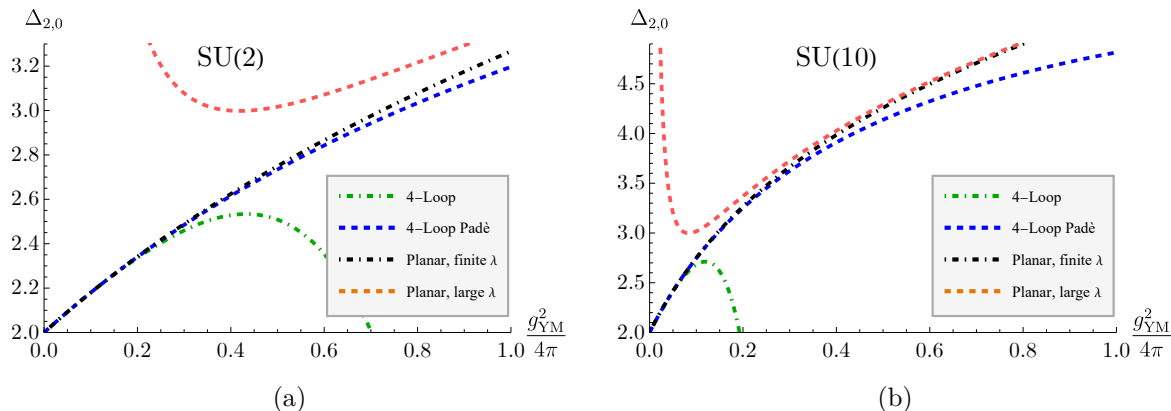 Δ2,0
SU(2)
3.2
3.0
2.8
2.6
2.4
2.2
2.0
4−Loop
4−Loop Padè
Planar, finite λ
Planar, large λ
0.0 0.2 0.4 0.6 0.8 1.0
g²YM
4π
(a)
Δ2,0
SU(10)
4.5
4.0
3.5
3.0
2.5
2.0
4−Loop
4−Loop Padè
Planar, finite λ
Planar, large λ
0.0 0.2 0.4 0.6 0.8 1.0
g²YM
4π
(b)